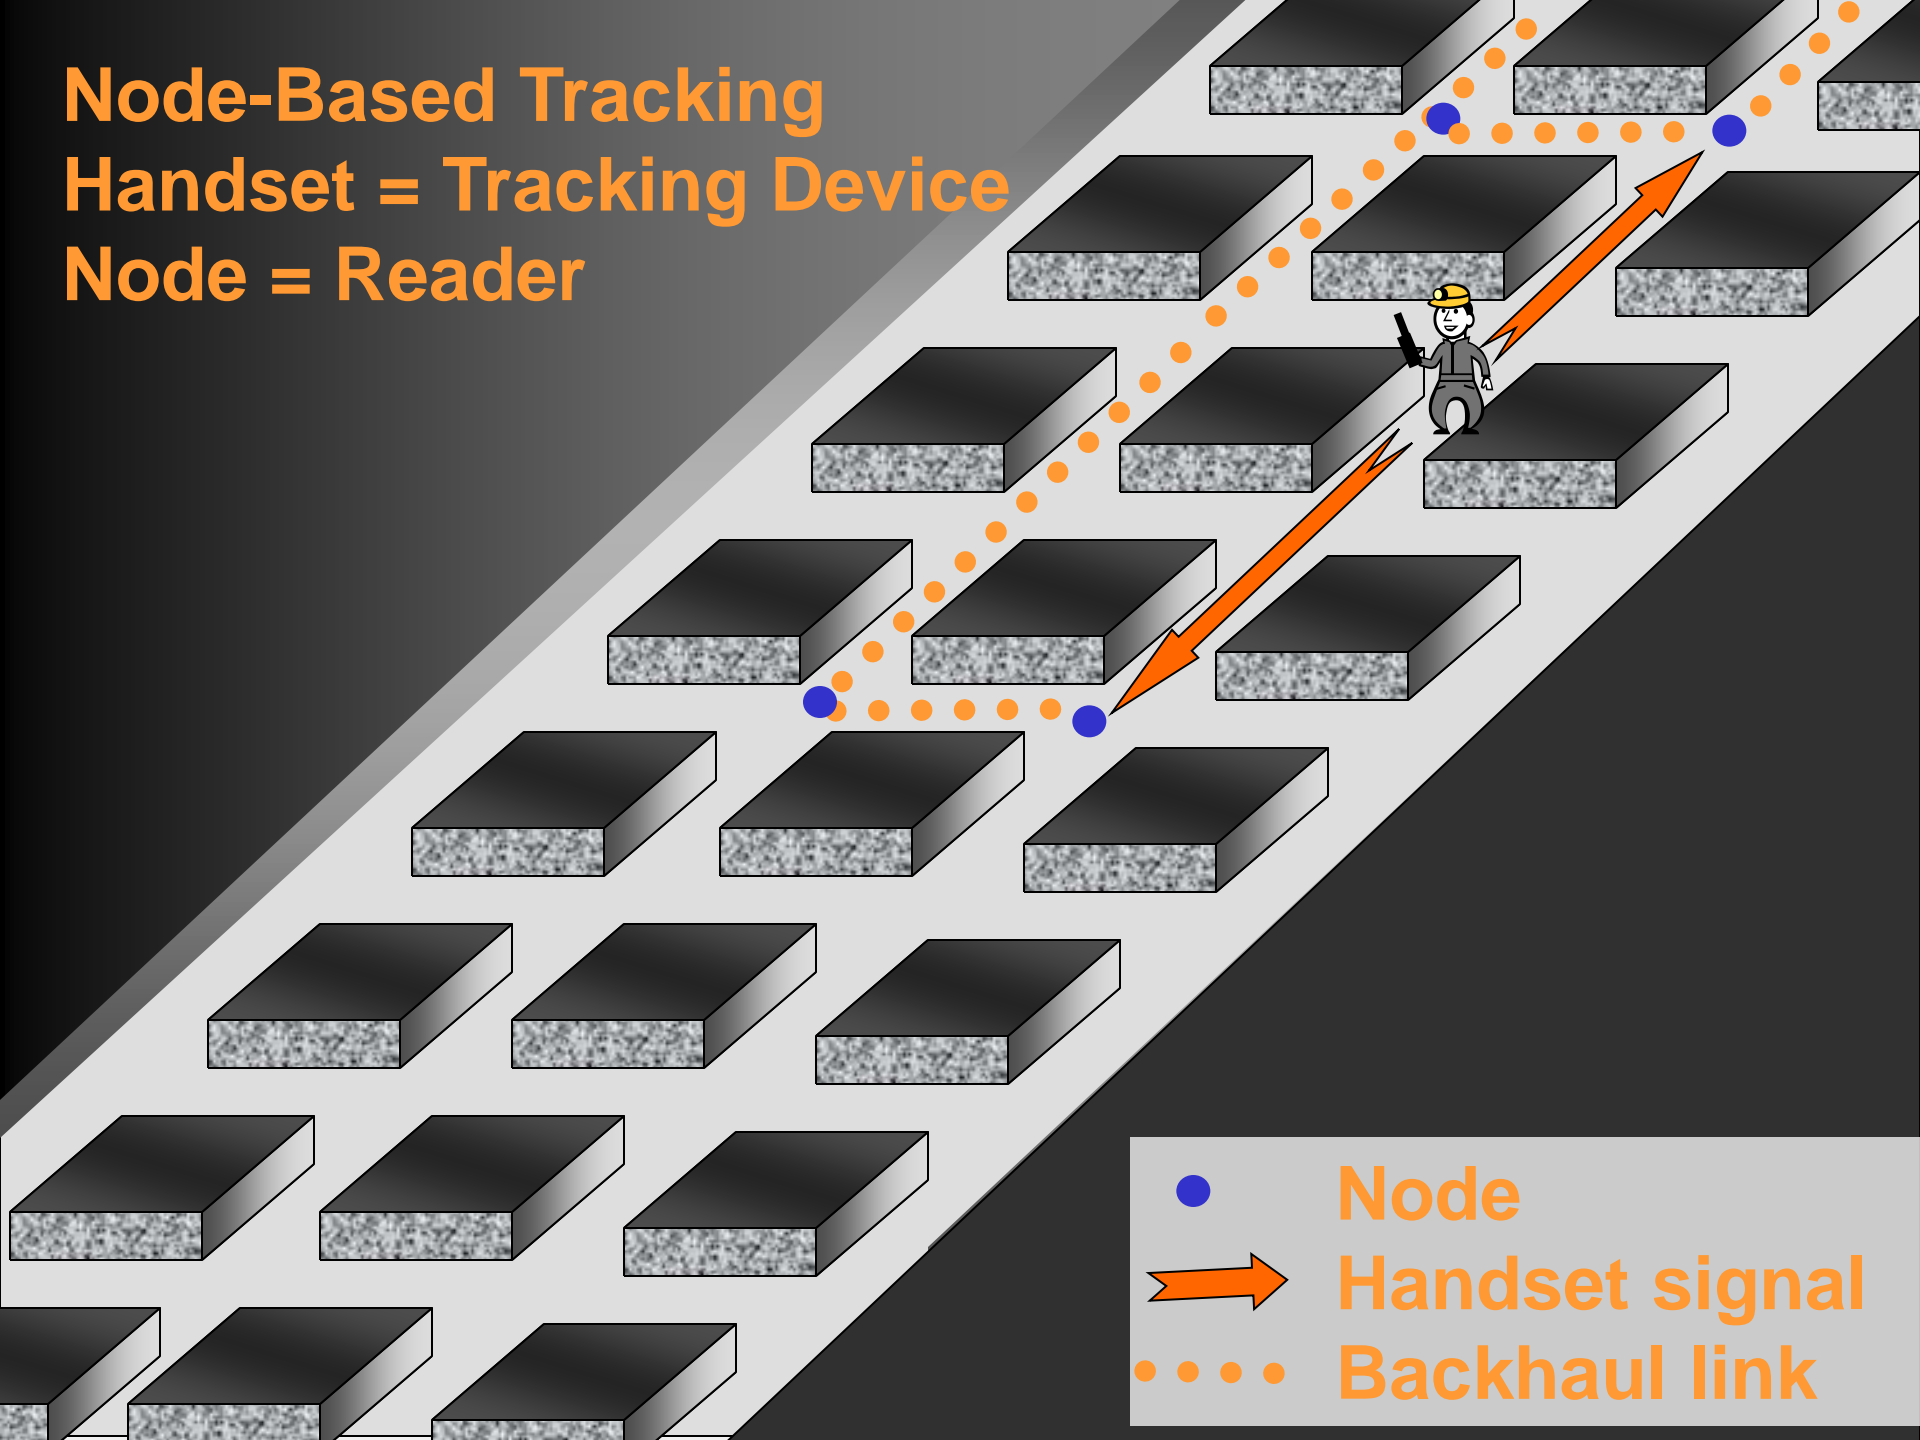 Node-Based Tracking
Handset = Tracking Device
Node = Reader
Node
Handset signal
Backhaul link